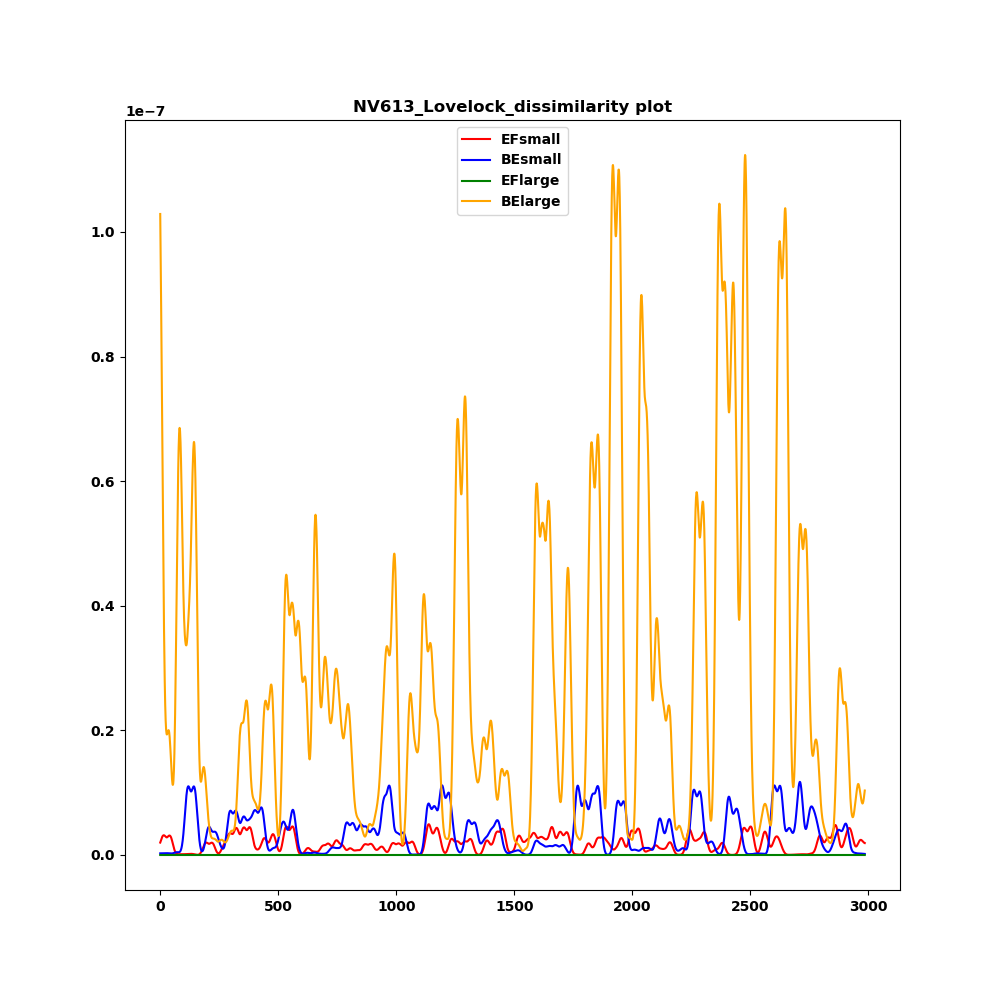 NV613_Lovelock_dissimilarity plot
1e−7
EFsmall
BEsmall
EFlarge
BElarge
1.0
0.8
0.6
0.4
0.2
0.0
0 500 1000 1500 2000 2500 3000